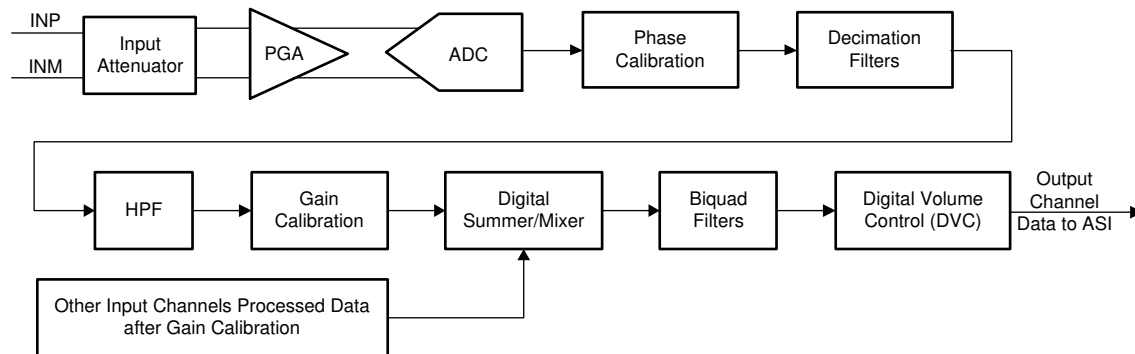 INP
INM
Input
Attenuator
PGA
ADC
Phase
Calibration
Decimation
Filters
HPF
Gain
Calibration
Digital
Summer/Mixer
Biquad
Filters
Digital Volume
Control (DVC)
Output
Channel
Data to ASI
Other Input Channels Processed Data
after Gain Calibration